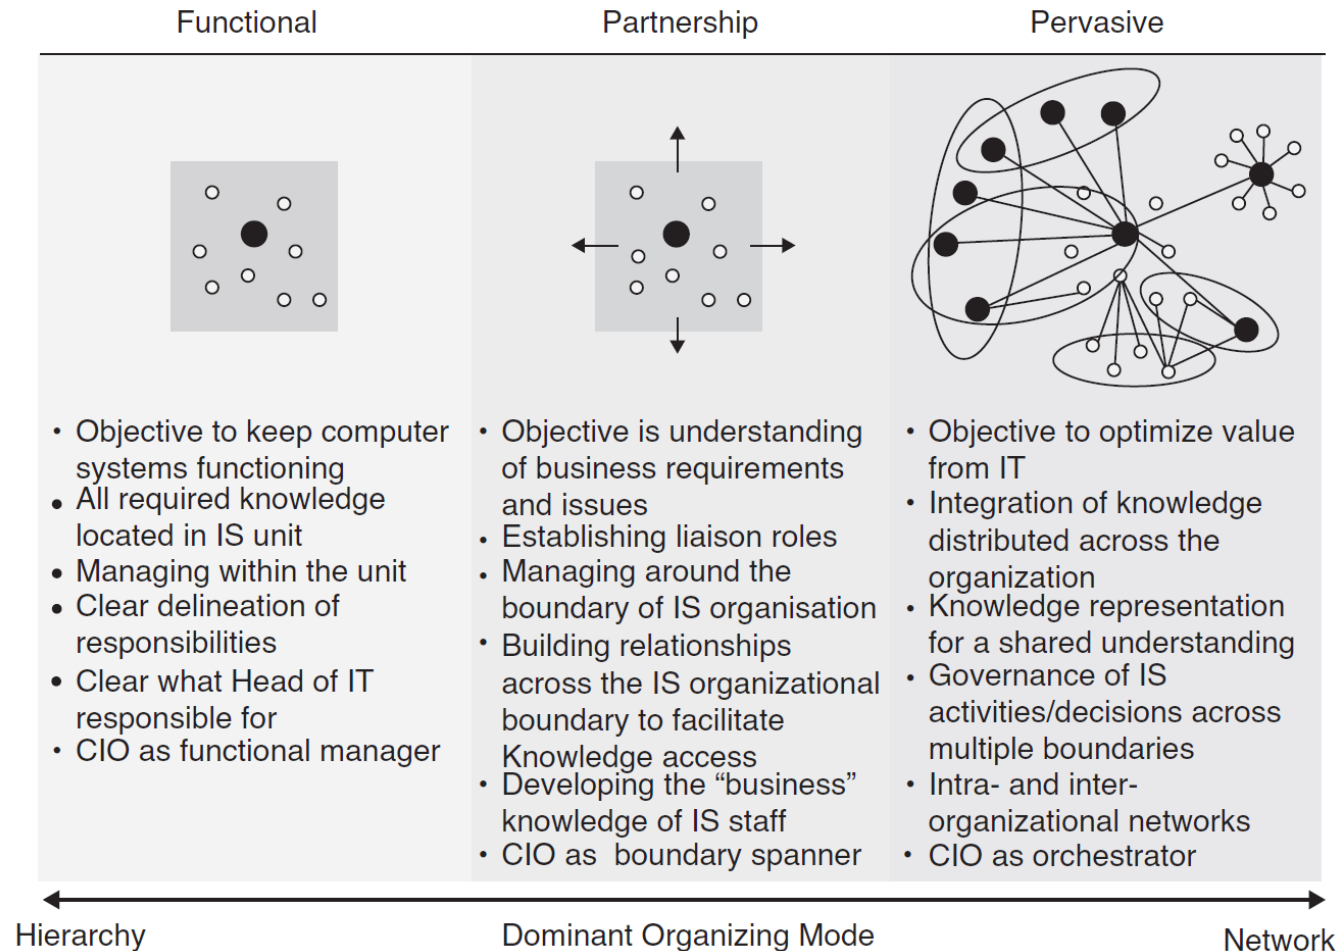 Functional
Partnership
Pervasive
• Objective to keep computer
systems functioning
• All required knowledge
located in IS unit
• Managing within the unit
• Clear delineation of
responsibilities
• Clear what Head of IT
responsible for
• CIO as functional manager
• Objective is understanding
of business requirements
and issues
• Establishing liaison roles
• Managing around the
boundary of IS organisation
• Building relationships
across the IS organizational
boundary to facilitate
Knowledge access
• Developing the “business”
knowledge of IS staff
• CIO as boundary spanner
• Objective to optimize value
from IT
• Integration of knowledge
distributed across the
organization
• Knowledge representation
for a shared understanding
• Governance of IS
activities/decisions across
multiple boundaries
• Intra- and inter-
organizational networks
• CIO as orchestrator
Hierarchy
Dominant Organizing Mode
Network